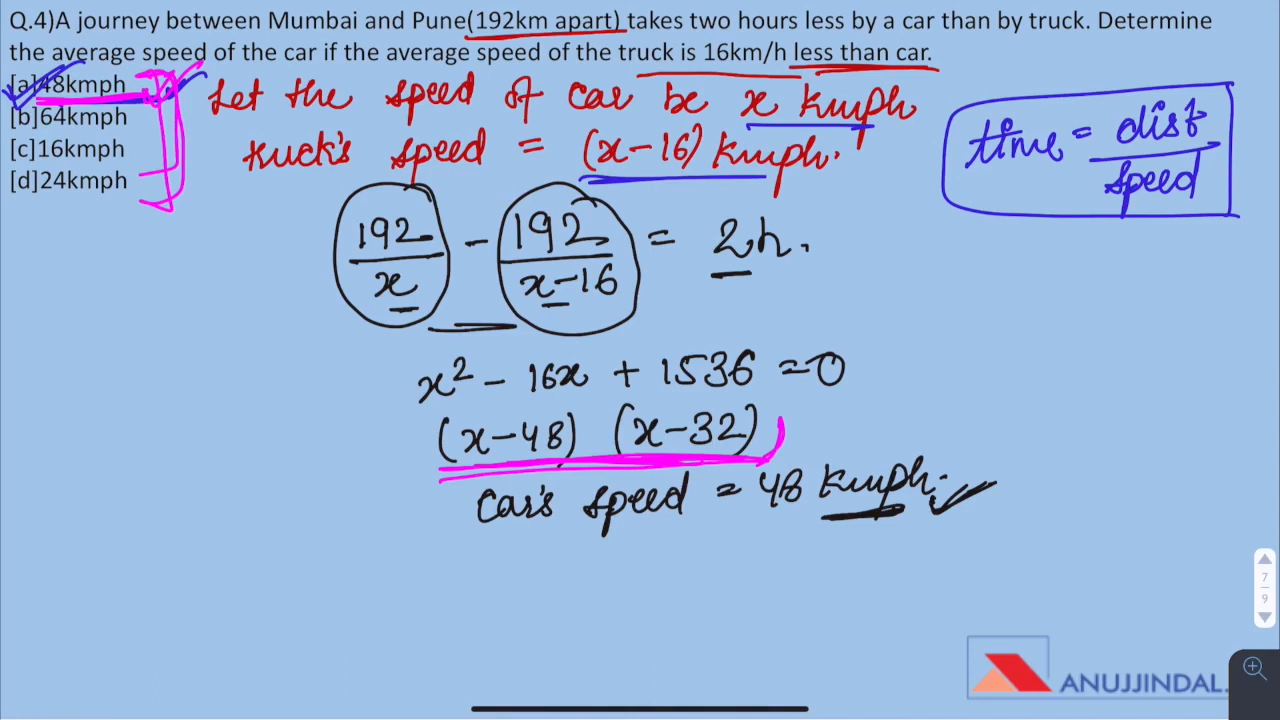 Q.4)A journey between Mumbai and Pune(192km apart) takes two hours less by a car than by truck. Determine
the average speed of the car if the average speed of the truck is 16km/h less than car.
[a]48kmph
[b]64kmph
[c]16kmph
[d]24kmph
Let the speed of car be x kmph
truck's speed = (x-16) kmph.
time = dist/speed
192/x - 192/x-16 = 2h.
x² - 16x + 1536 = 0
(x-48) (x-32)
Car's speed = 48 kmph.
7
9
ANUJJINDAL.